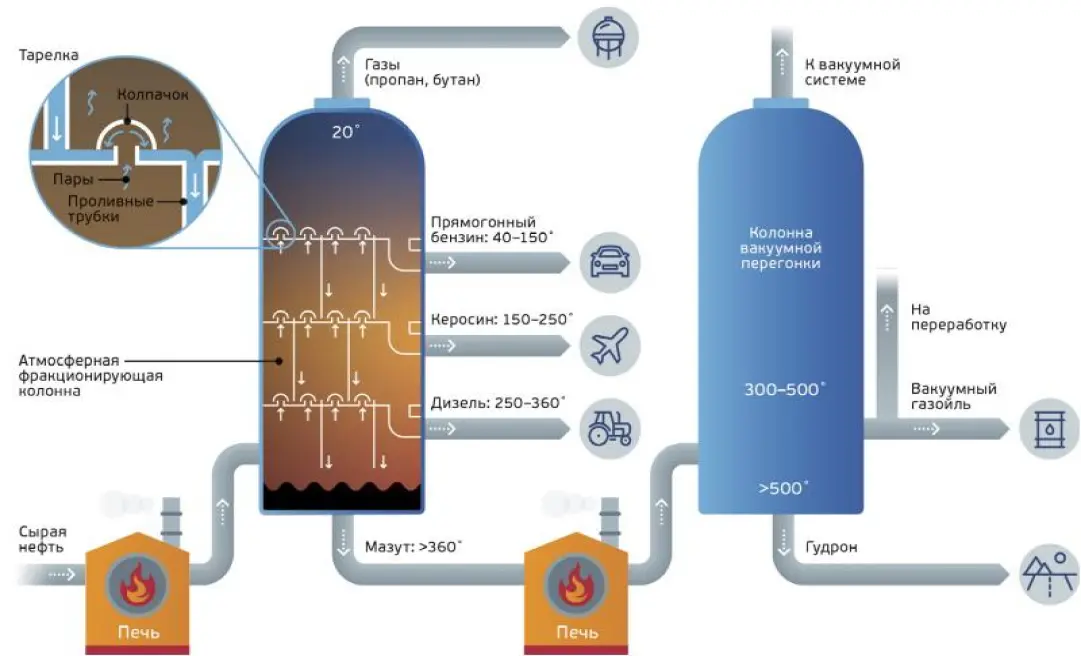 Тарелка
Колпачок
Пары
Проливные
трубки
Газы
(пропан, бутан)
20°
Прямогонный
бензин: 40–150°
Керосин: 150–250°
Дизель: 250–360°
Атмосферная
фракционирующая
колонна
Сырая
нефть
Печь
Мазут: >360°
Печь
К вакуумной
системе
Колонна
вакуумной
перегонки
300–500°
>500°
На
переработку
Вакуумный
газойль
Гудрон